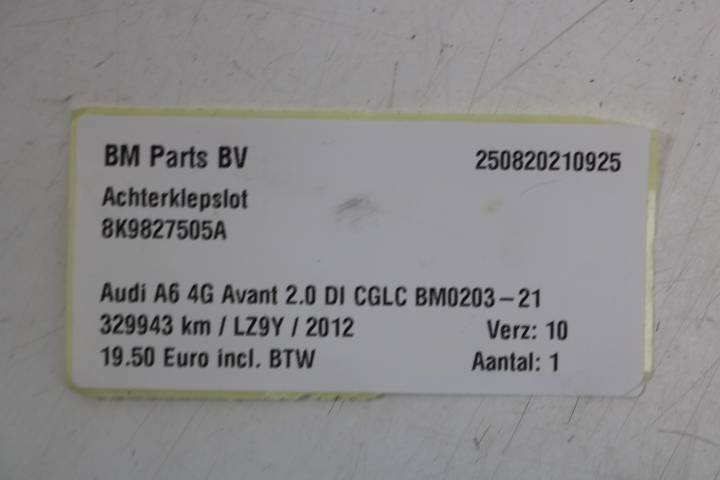 BM Parts BV 250820210925
Achterklepslot
8K9827505A
Audi A6 4G Avant 2.0 DI CGLC BM0203-21
329943 km / LZ9Y / 2012 Verz: 10
19.50 Euro incl. BTW Aantal: 1